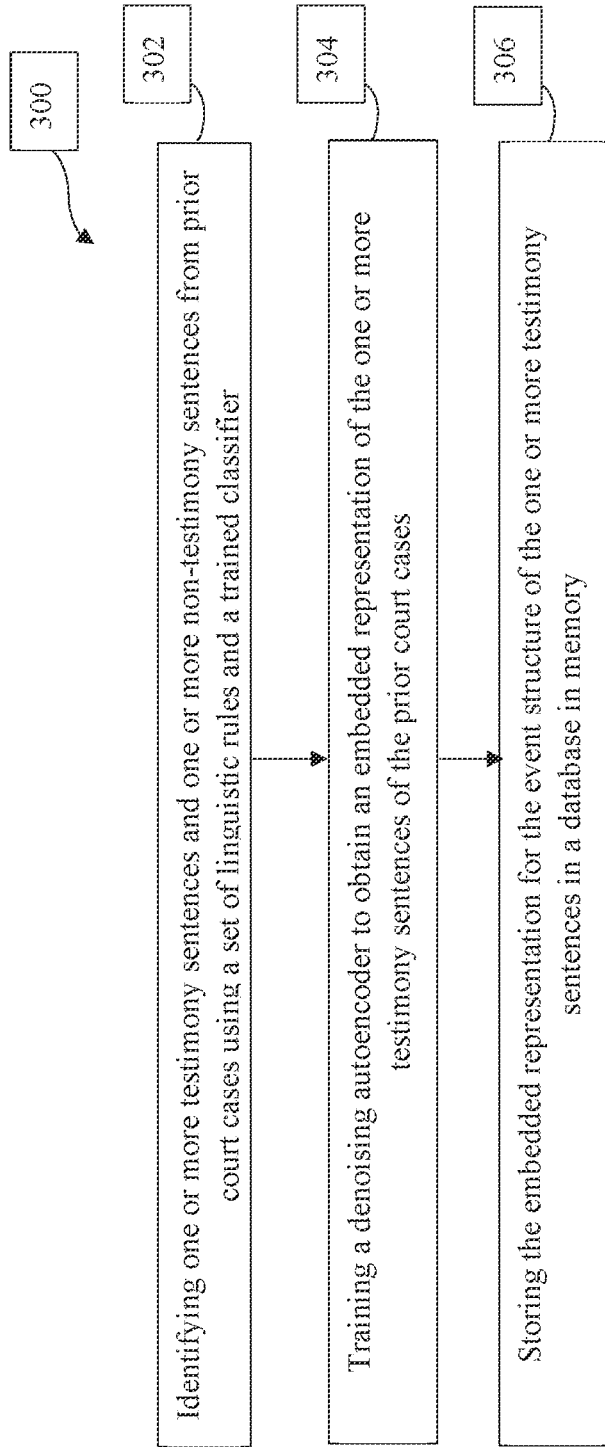 300
302
Identifying one or more testimony sentences and one or more non-testimony sentences from prior
court cases using a set of linguistic rules and a trained classifier
304
Training a denoising autoencoder to obtain an embedded representation of the one or more
testimony sentences of the prior court cases
306
Storing the embedded representation for the event structure of the one or more testimony
sentences in a database in memory